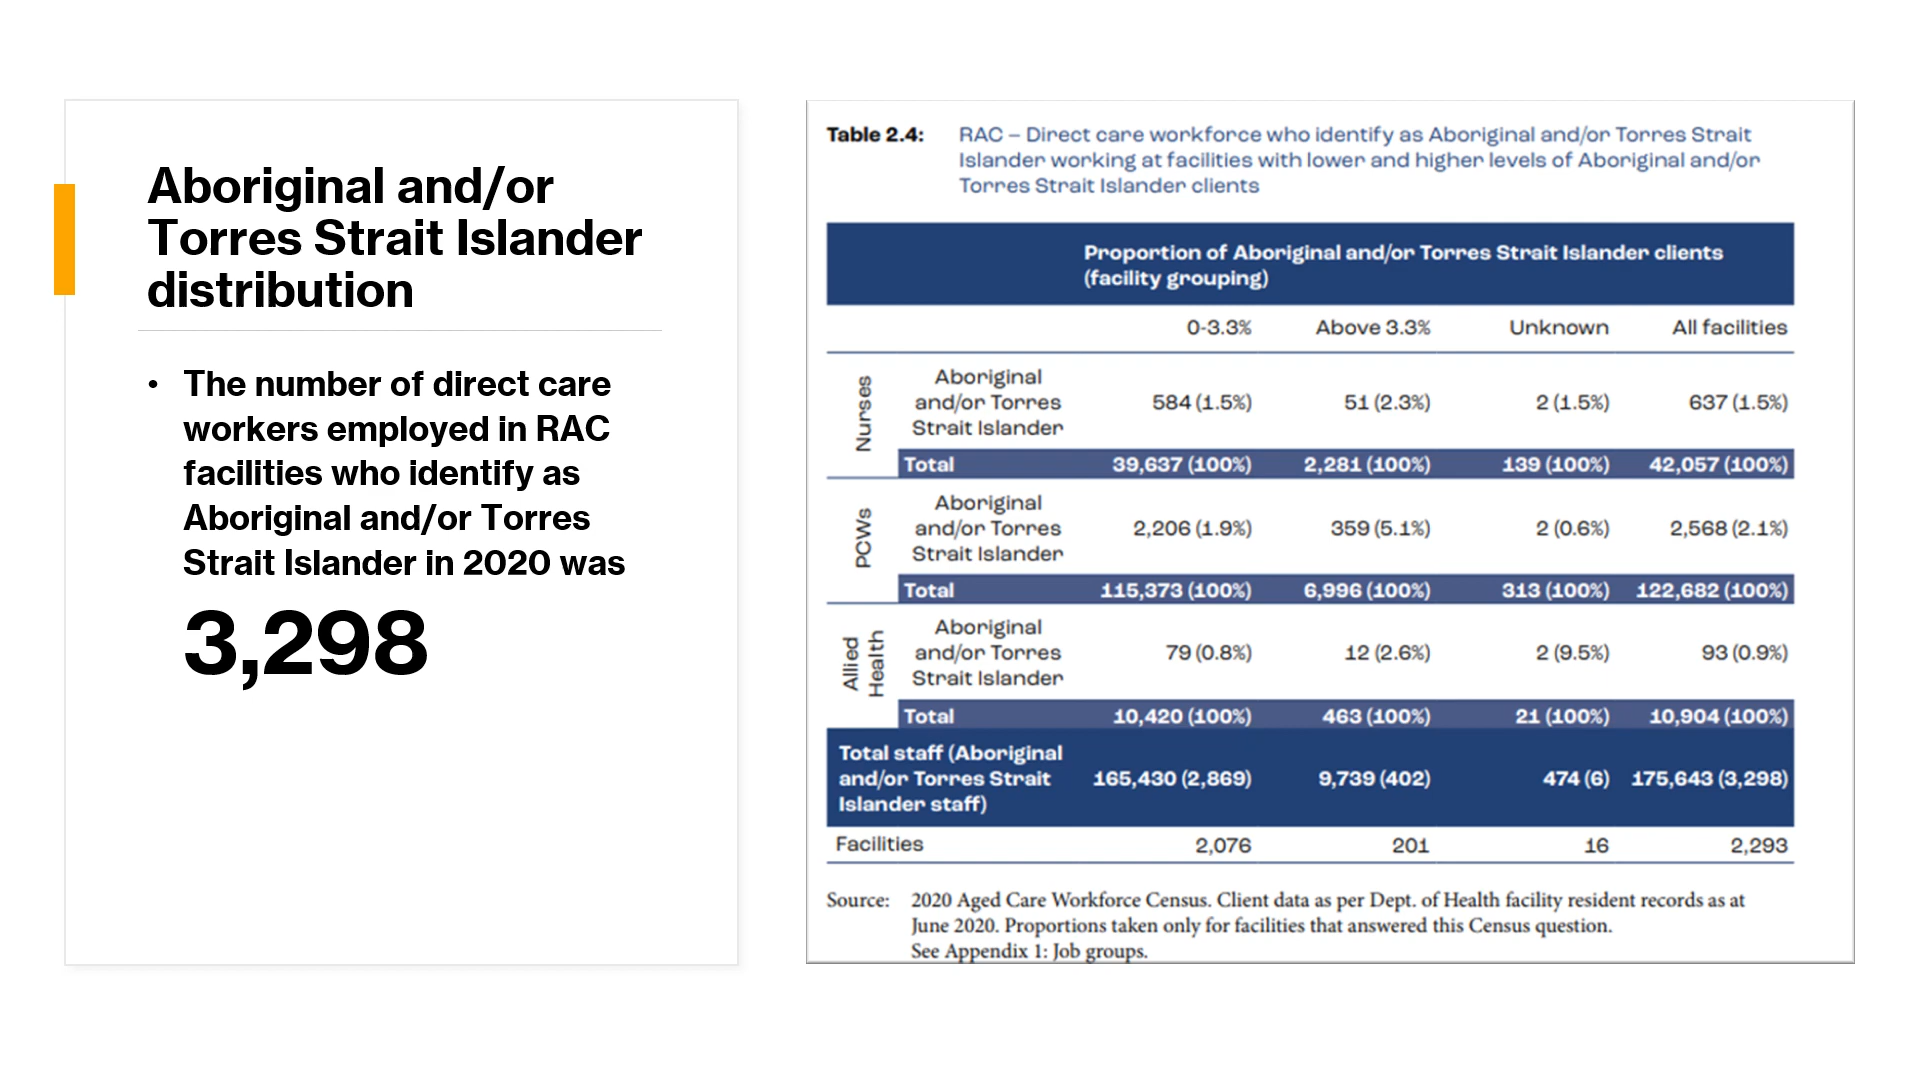 Aboriginal and/or
Torres Strait Islander
distribution
• The number of direct care
workers employed in RAC
facilities who identify as
Aboriginal and/or Torres
Strait Islander in 2020 was
3,298
Table 2.4: RAC – Direct care workforce who identify as Aboriginal and/or Torres Strait
Islander working at facilities with lower and higher levels of Aboriginal and/or
Torres Strait Islander clients
Proportion of Aboriginal and/or Torres Strait Islander clients
(facility grouping)
0-3.3% Above 3.3% Unknown All facilities
Nurses
Aboriginal
and/or Torres 584 (1.5%) 51 (2.3%) 2 (1.5%) 637 (1.5%)
Strait Islander
Total 39,637 (100%) 2,281 (100%) 139 (100%) 42,057 (100%)
PCWs
Aboriginal
and/or Torres 2,206 (1.9%) 359 (5.1%) 2 (0.6%) 2,568 (2.1%)
Strait Islander
Total 115,373 (100%) 6,996 (100%) 313 (100%) 122,682 (100%)
Allied
Health
Aboriginal
and/or Torres 79 (0.8%) 12 (2.6%) 2 (9.5%) 93 (0.9%)
Strait Islander
Total 10,420 (100%) 463 (100%) 21 (100%) 10,904 (100%)
Total staff (Aboriginal
and/or Torres Strait 165,430 (2,869) 9,739 (402) 474 (6) 175,643 (3,298)
Islander staff)
Facilities 2,076 201 16 2,293
Source: 2020 Aged Care Workforce Census. Client data as per Dept. of Health facility resident records as at
June 2020. Proportions taken only for facilities that answered this Census question.
See Appendix 1: Job groups.